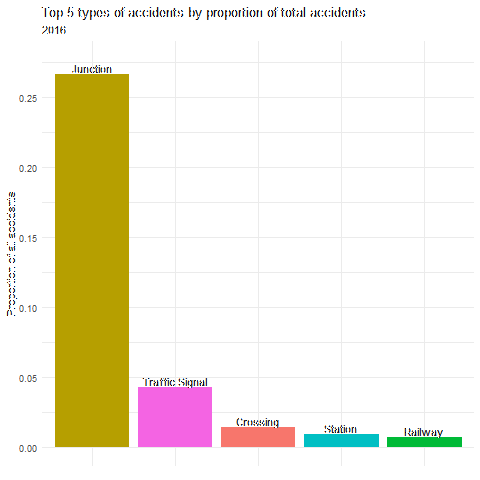 Top 5 types of accidents by proportion of total accidents
2016
Proportion of all accidents
0.25
0.20
0.15
0.10
0.05
0.00
Junction
Traffic Signal
Crossing
Station
Railway